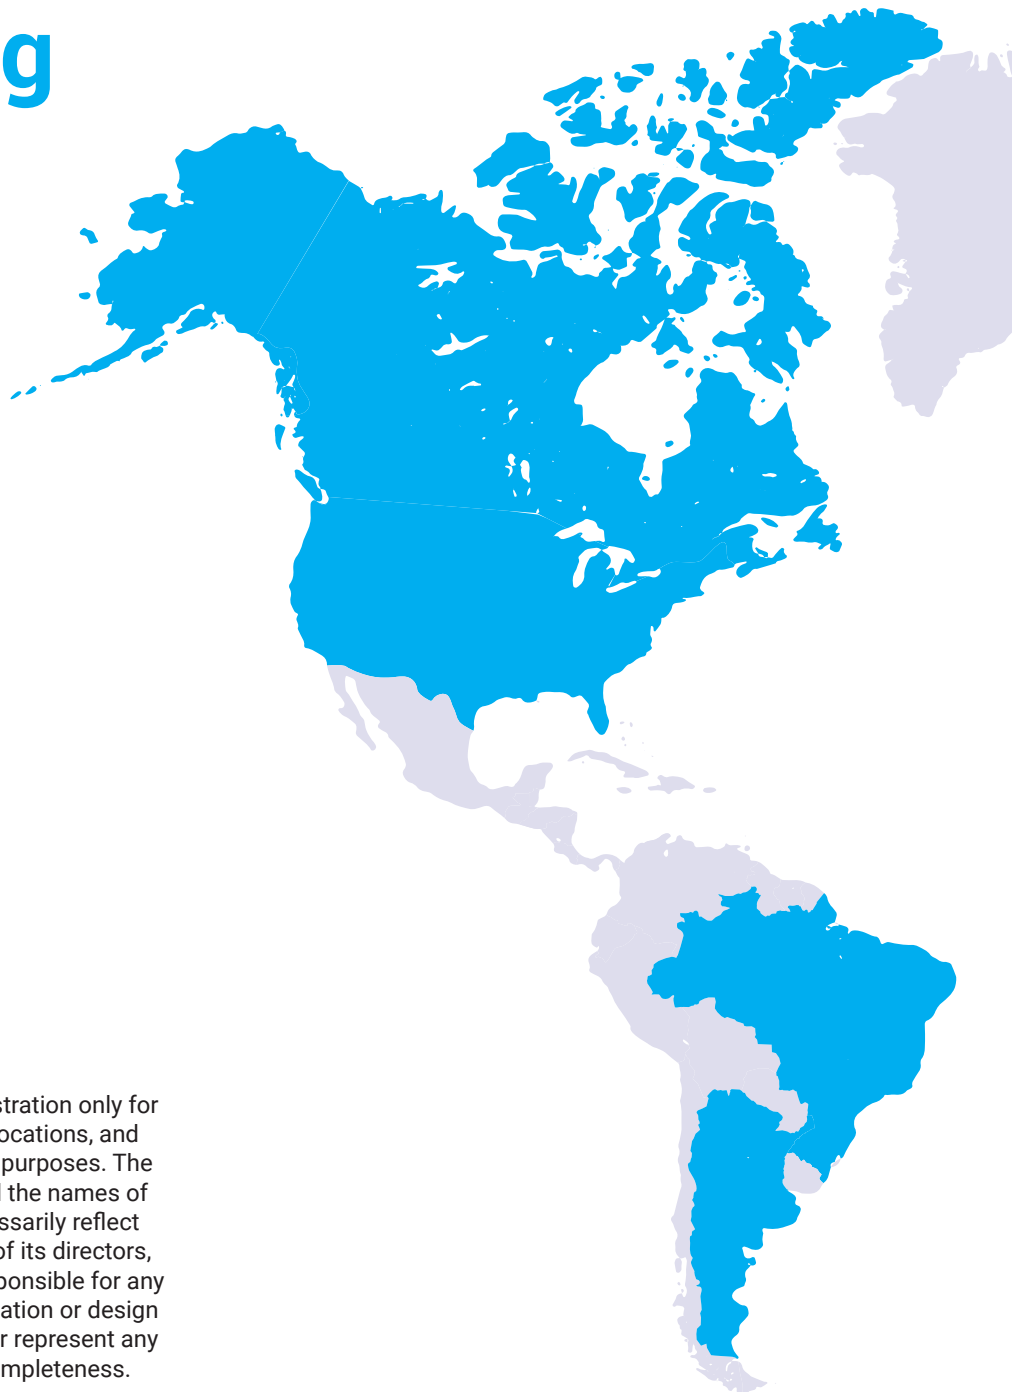 g
stration only for
ocations, and
purposes. The
the names of
ssarily reflect
of its directors,
ponsible for any
ation or design
r represent any
mpleteness.